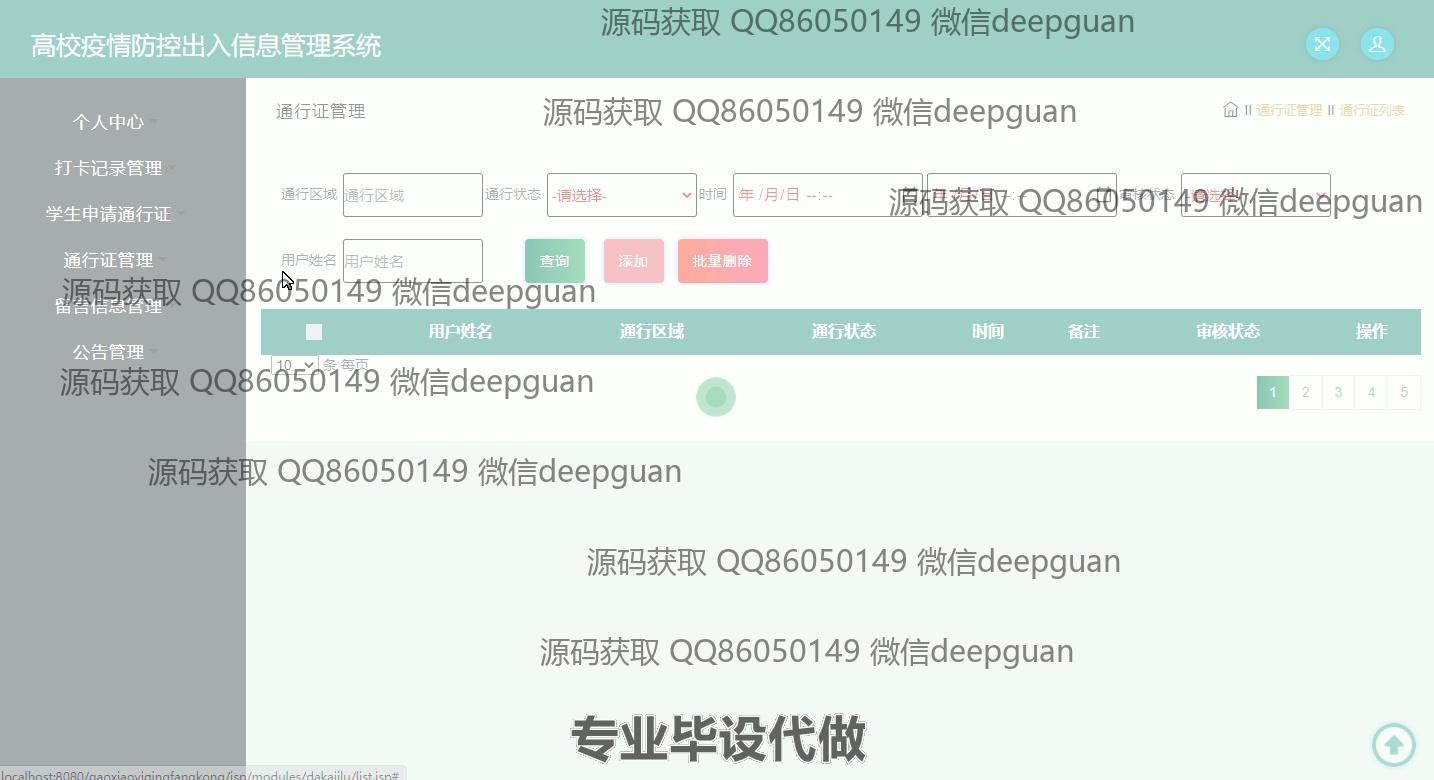 源码获取 QQ86050149 微信deepguan
高校疫情防控出入信息管理系统
个人中心
打卡记录管理
学生申请通行证
通行证管理
留言信息管理
公告管理
通行证管理
源码获取 QQ86050149 微信deepguan
II 通行证管理 II 通行证列表
通行区域 通行区域 通行状态 -请选择- 时间 年 /月/日 --:-- 年 /月/日 --:-- 审核状态 -请选择-
源码获取 QQ86050149 微信deepguan
用户姓名 用户姓名 查询 添加 批量删除
源码获取 QQ86050149 微信deepguan
用户姓名 通行区域 通行状态 时间 备注 审核状态 操作
10 条 每页
源码获取 QQ86050149 微信deepguan
1 2 3 4 5
源码获取 QQ86050149 微信deepguan
源码获取 QQ86050149 微信deepguan
源码获取 QQ86050149 微信deepguan
专业毕设代做
localhost:8080/gaoxiaoyiqingfangkong/jsp/modules/dakajilu/list.jsp#